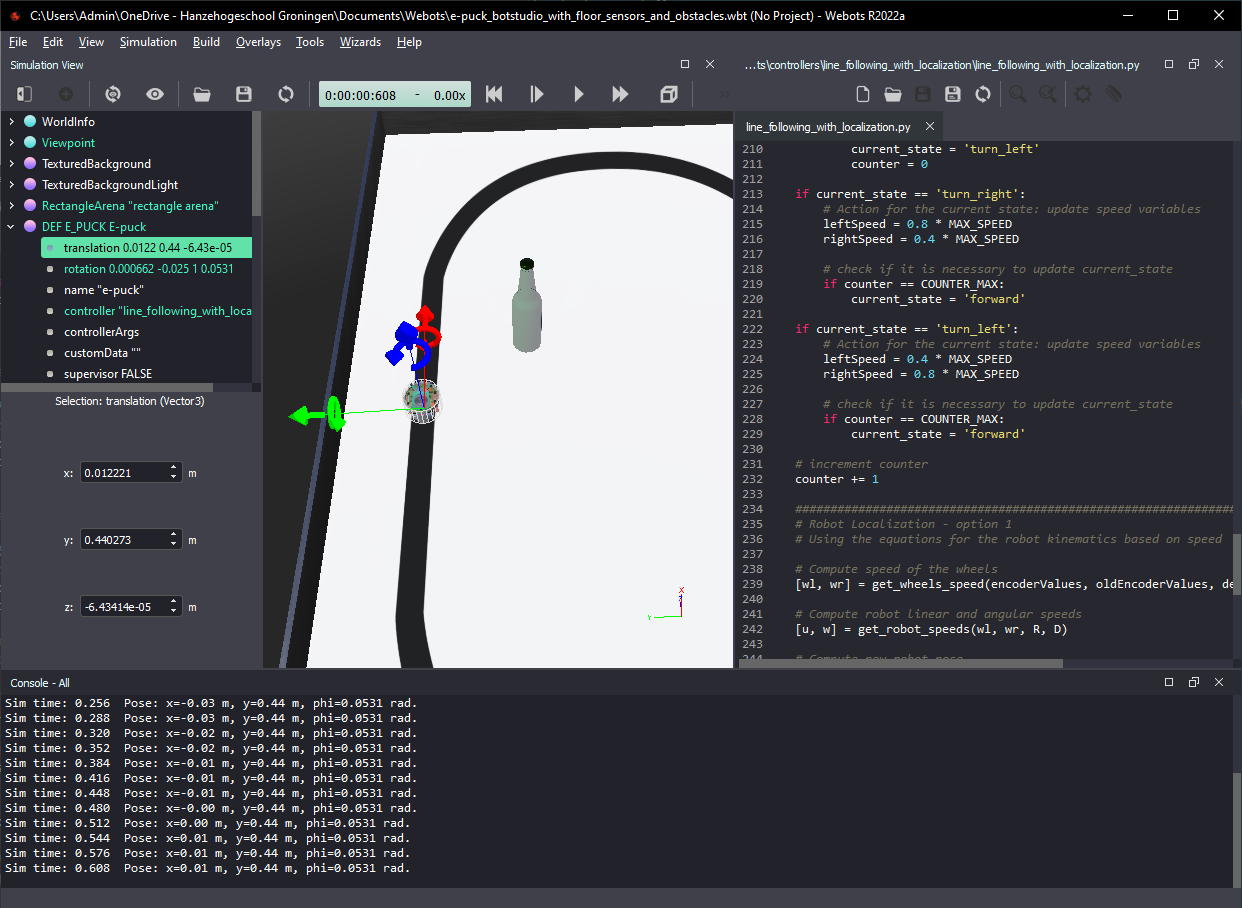 C:\Users\Admin\OneDrive - Hanzehogeschool Groningen\Documents\Webots\e-puck_botstudio_with_floor_sensors_and_obstacles.wbt (No Project) - Webots R2022a
File Edit View Simulation Build Overlays Tools Wizards Help
Simulation View
0:00:00:608 - 0.00x
WorldInfo
Viewpoint
TexturedBackground
TexturedBackgroundLight
RectangleArena "rectangle arena"
DEF E_PUCK E-puck
translation 0.0122 0.44 -6.43e-05
rotation 0.000662 -0.025 1 0.0531
name "e-puck"
controller "line_following_with_loca
controllerArgs
customData ""
supervisor FALSE
Selection: translation (Vector3)
x: 0.012221 m
y: 0.440273 m
z: -6.43414e-05 m
X
Y
...ts\controllers\line_following_with_localization\line_following_with_localization.py
line_following_with_localization.py
210 current_state = 'turn_left'
211 counter = 0
212
213 if current_state == 'turn_right':
214 # Action for the current state: update speed variables
215 leftSpeed = 0.8 * MAX_SPEED
216 rightSpeed = 0.4 * MAX_SPEED
217
218 # check if it is necessary to update current_state
219 if counter == COUNTER_MAX:
220 current_state = 'forward'
221
222 if current_state == 'turn_left':
223 # Action for the current state: update speed variables
224 leftSpeed = 0.4 * MAX_SPEED
225 rightSpeed = 0.8 * MAX_SPEED
226
227 # check if it is necessary to update current_state
228 if counter == COUNTER_MAX:
229 current_state = 'forward'
230
231 # increment counter
232 counter += 1
233
234 ##############################################################
235 # Robot Localization - option 1
236 # Using the equations for the robot kinematics based on speed
237
238 # Compute speed of the wheels
239 [wl, wr] = get_wheels_speed(encoderValues, oldEncoderValues, de
240
241 # Compute robot linear and angular speeds
242 [u, w] = get_robot_speeds(wl, wr, R, D)
243
244 # Compute new robot pose
Console - All
Sim time: 0.256 Pose: x=-0.03 m, y=0.44 m, phi=0.0531 rad.
Sim time: 0.288 Pose: x=-0.03 m, y=0.44 m, phi=0.0531 rad.
Sim time: 0.320 Pose: x=-0.02 m, y=0.44 m, phi=0.0531 rad.
Sim time: 0.352 Pose: x=-0.02 m, y=0.44 m, phi=0.0531 rad.
Sim time: 0.384 Pose: x=-0.01 m, y=0.44 m, phi=0.0531 rad.
Sim time: 0.416 Pose: x=-0.01 m, y=0.44 m, phi=0.0531 rad.
Sim time: 0.448 Pose: x=-0.01 m, y=0.44 m, phi=0.0531 rad.
Sim time: 0.480 Pose: x=-0.00 m, y=0.44 m, phi=0.0531 rad.
Sim time: 0.512 Pose: x=0.00 m, y=0.44 m, phi=0.0531 rad.
Sim time: 0.544 Pose: x=0.01 m, y=0.44 m, phi=0.0531 rad.
Sim time: 0.576 Pose: x=0.01 m, y=0.44 m, phi=0.0531 rad.
Sim time: 0.608 Pose: x=0.01 m, y=0.44 m, phi=0.0531 rad.